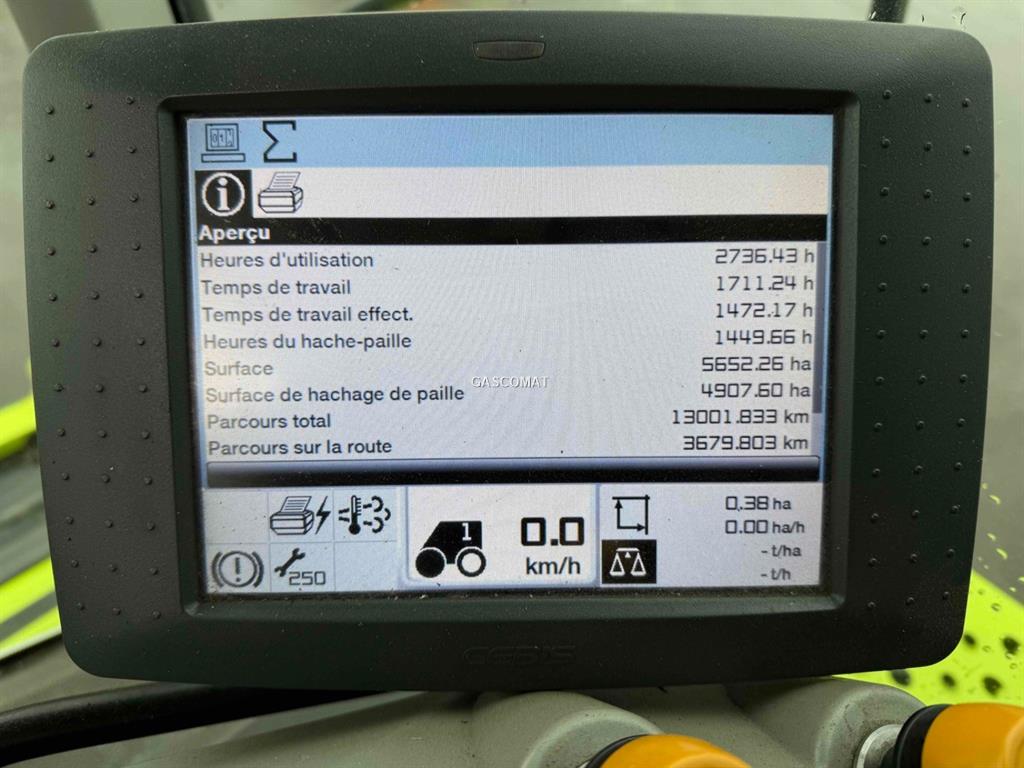 Aperçu
Heures d'utilisation 2736.43 h
Temps de travail 1711.24 h
Temps de travail effect. 1472.17 h
Heures du hache-paille 1449.66 h
Surface 5652.26 ha
GASCOMAT
Surface de hachage de paille 4907.60 ha
Parcours total 13001.833 km
Parcours sur la route 3679.803 km
1 0.0 km/h
0.38 ha
0.00 ha/h
- t/ha
250 - t/h
CEBIS